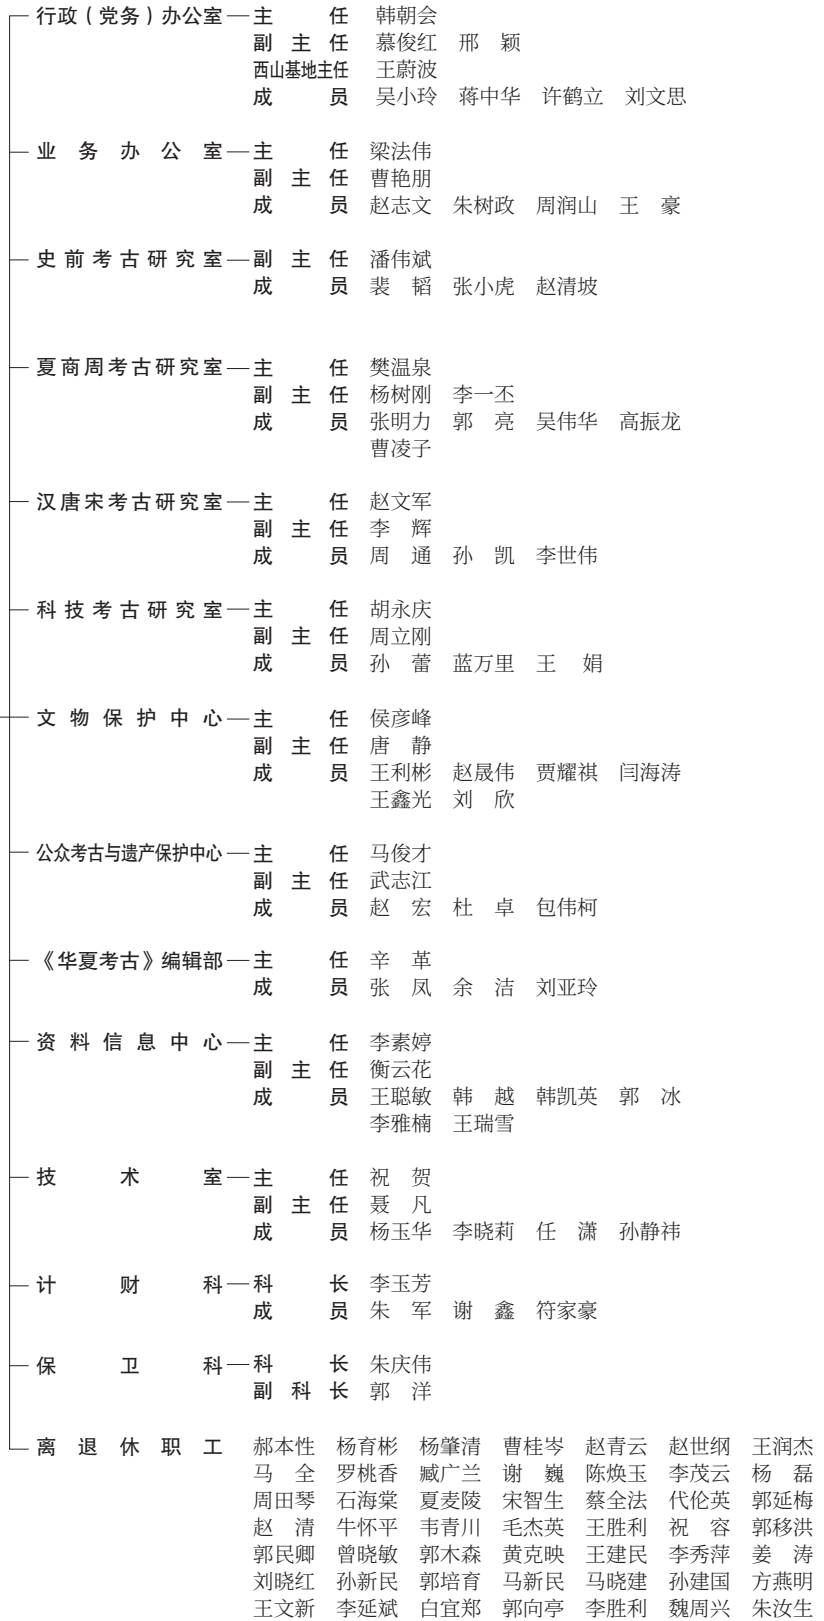 行政（党务）办公室 主任 韩朝会
副主任 慕俊红 邢颖
西山基地主任 王蔚波
成员 吴小玲 蒋中华 许鹤立 刘文思
业务办公室 主任 梁法伟
副主任 曹艳朋
成员 赵志文 朱树政 周润山 王豪
史前考古研究室 副主任 潘伟斌
成员 裴韬 张小虎 赵清坡
夏商周考古研究室 主任 樊温泉
副主任 杨树刚 李一丕
成员 张明力 郭亮 吴伟华 高振龙
曹凌子
汉唐宋考古研究室 主任 赵文军
副主任 李辉
成员 周通 孙凯 李世伟
科技考古研究室 主任 胡永庆
副主任 周立刚
成员 孙蕾 蓝万里 王娟
文物保护中心 主任 侯彦峰
副主任 唐静
成员 王利彬 赵晟伟 贾耀祺 闫海涛
王鑫光 刘欣
公众考古与遗产保护中心 主任 马俊才
副主任 武志江
成员 赵宏 杜卓 包伟柯
《华夏考古》编辑部 主任 辛革
成员 张凤 余洁 刘亚玲
资料信息中心 主任 李素婷
副主任 衡云花
成员 王聪敏 韩越 韩凯英 郭冰
李雅楠 王瑞雪
技术室 主任 祝贺
副主任 聂凡
成员 杨玉华 李晓莉 任潇 孙静祎
计财科 科长 李玉芳
成员 朱军 谢鑫 符家豪
保卫科 科长 朱庆伟
副科长 郭洋
离退休职工 郝本性 杨育彬 杨肇清 曹桂岑 赵青云 赵世纲 王润杰
马全 罗桃香 臧广兰 谢巍 陈焕玉 李茂云 杨磊
周田琴 石海棠 夏麦陵 宋智生 蔡全法 代伦英 郭延梅
赵清 牛怀平 韦青川 毛杰英 王胜利 祝容 郭移洪
郭民卿 曾晓敏 郭木森 黄克映 王建民 李秀萍 姜涛
刘晓红 孙新民 郭培育 马新民 马晓建 孙建国 方燕明
王文新 李延斌 白宜郑 郭向亭 李胜利 魏周兴 朱汝生